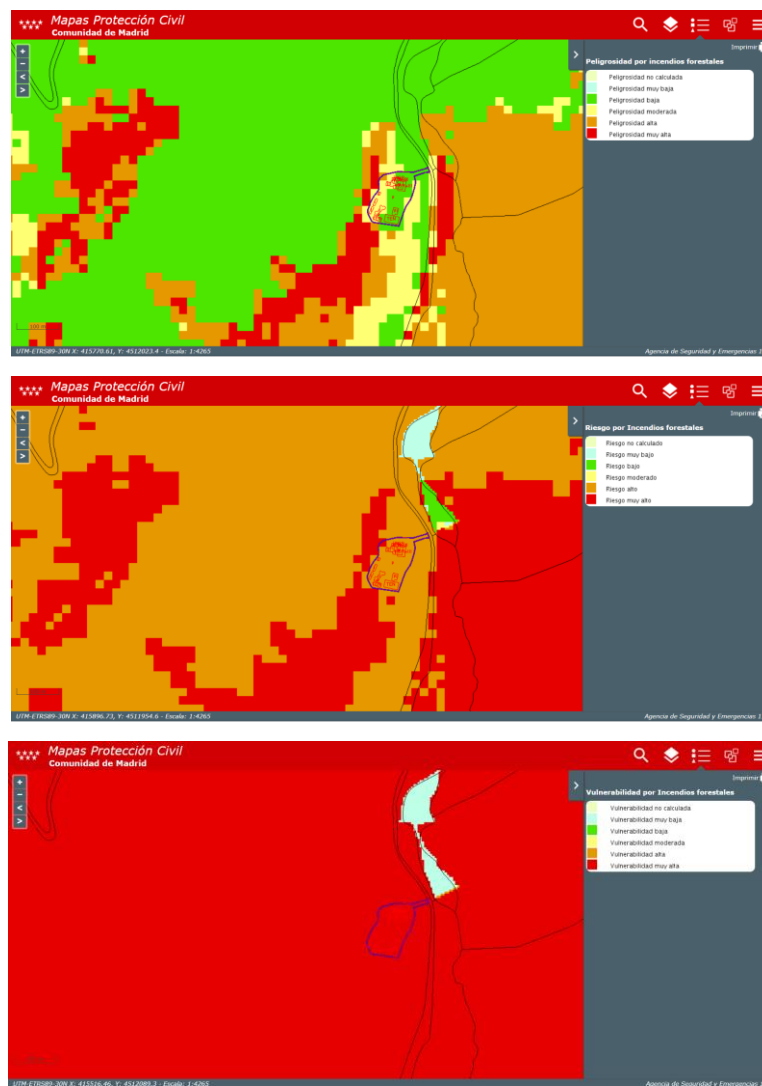 Mapas Protección Civil
Comunidad de Madrid
Imprimir
+
−
<
>
>
Peligrosidad por incendios forestales
Peligrosidad no calculada
Peligrosidad muy baja
Peligrosidad baja
Peligrosidad moderada
Peligrosidad alta
Peligrosidad muy alta
100 m
UTM-ETRS89-30N X: 415770.61, Y: 4512023.4 - Escala: 1:4265
Agencia de Seguridad y Emergencias 1
Mapas Protección Civil
Comunidad de Madrid
Imprimir
+
−
<
>
>
Riesgo por Incendios forestales
Riesgo no calculado
Riesgo muy bajo
Riesgo bajo
Riesgo moderado
Riesgo alto
Riesgo muy alto
UTM-ETRS89-30N X: 415896.73, Y: 4511954.6 - Escala: 1:4265
Agencia de Seguridad y Emergencias 1
Mapas Protección Civil
Comunidad de Madrid
Imprimir
+
−
<
>
>
Vulnerabilidad por Incendios forestales
Vulnerabilidad no calculada
Vulnerabilidad muy baja
Vulnerabilidad baja
Vulnerabilidad moderada
Vulnerabilidad alta
Vulnerabilidad muy alta
UTM-ETRS89-30N X: 415516.46, Y: 4512089.3 - Escala: 1:4265
Agencia de Seguridad y Emergencias 1